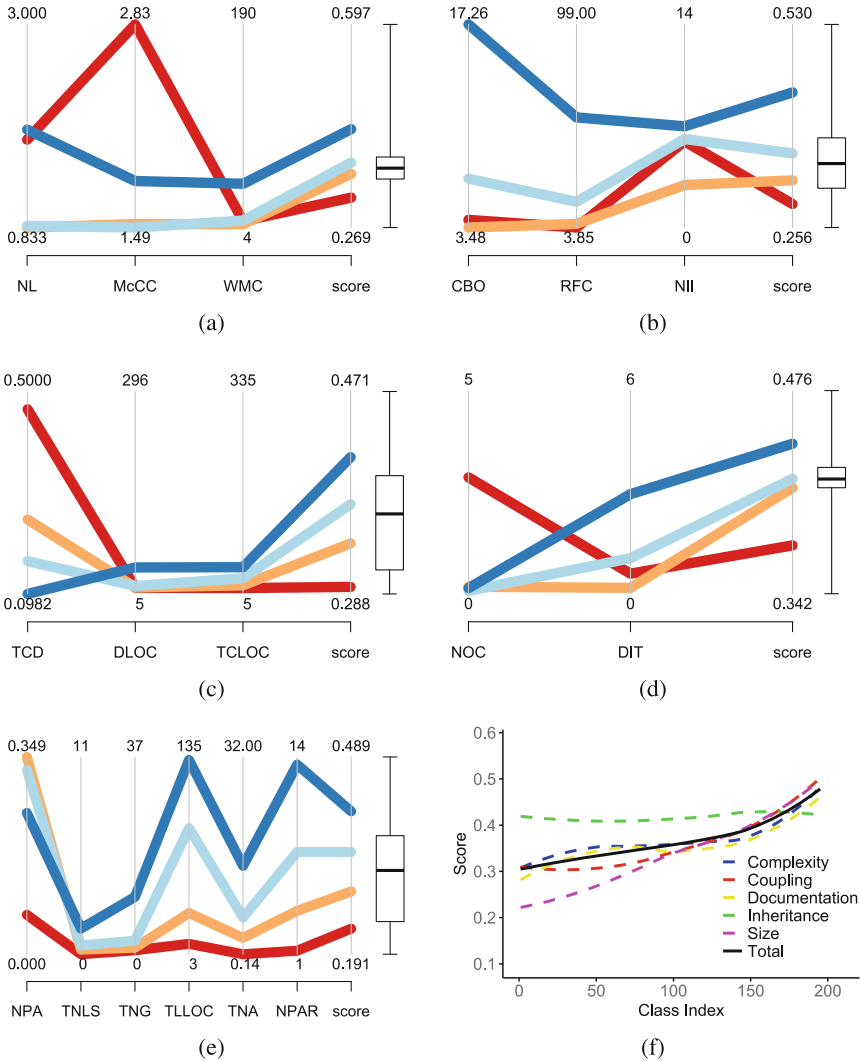 3.000 2.83 190 0.597
0.833 1.49 4 0.269
NL McCC WMC score
(a)
17.26 99.00 14 0.530
3.48 3.85 0 0.256
CBO RFC NII score
(b)
0.5000 296 335 0.471
0.0982 5 5 0.288
TCD DLOC TCLOC score
(c)
5 6 0.476
0 0 0.342
NOC DIT score
(d)
0.349 11 37 135 32.00 14 0.489
0.000 0 0 3 0.14 1 0.191
NPA TNLS TNG TLLOC TNA NPAR score
(e)
0.6
0.5
0.4
0.3
0.2
0.1
Score
Complexity
Coupling
Documentation
Inheritance
Size
Total
0 50 100 150 200
Class Index
(f)